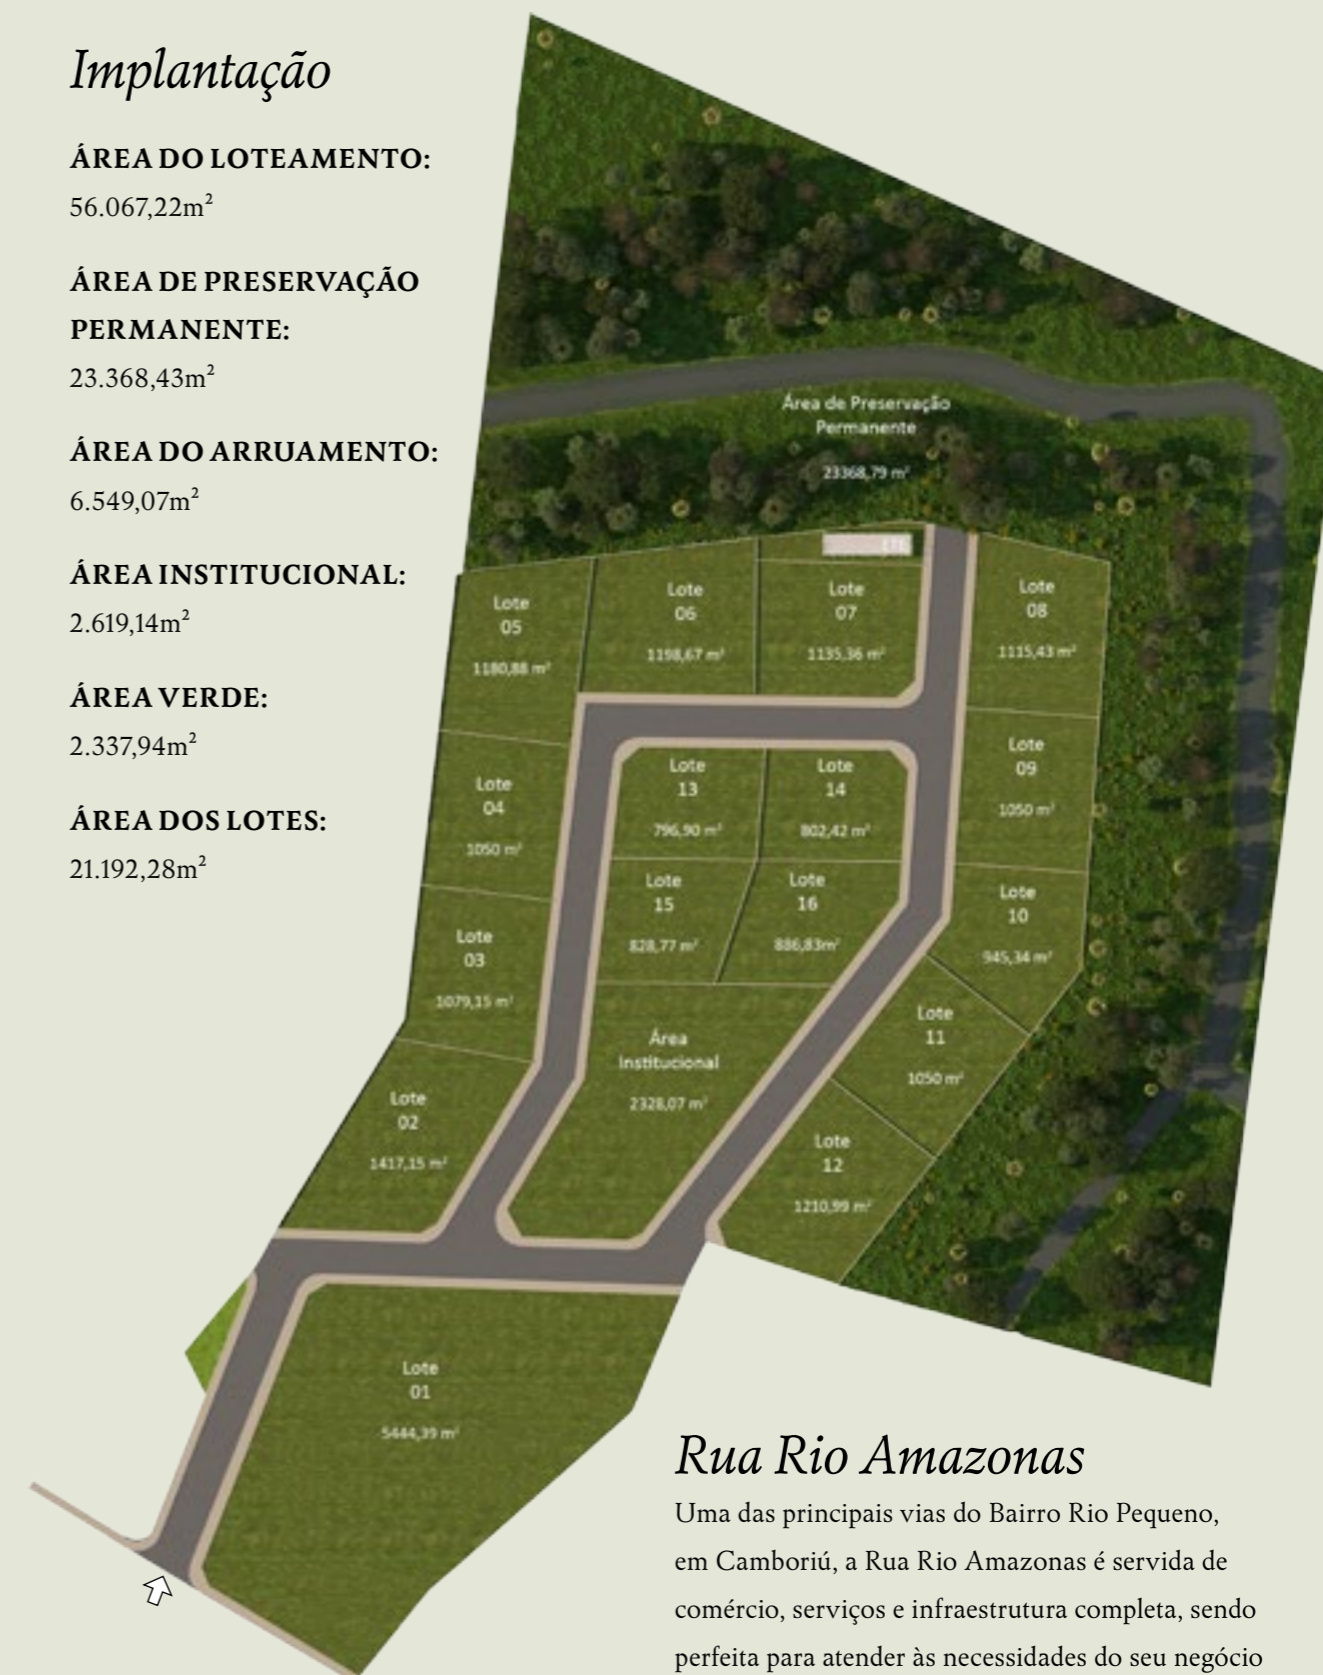 Implantação
ÁREA DO LOTEAMENTO:
56.067,22m²
ÁREA DE PRESERVAÇÃO
PERMANENTE:
23.368,43m²
ÁREA DO ARRUAMENTO:
6.549,07m²
ÁREA INSTITUCIONAL:
2.619,14m²
ÁREA VERDE:
2.337,94m²
ÁREA DOS LOTES:
21.192,28m²
Área de Preservação
Permanente
23368,79 m²
Lote
05
1180,88 m²
Lote
06
1198,67 m²
Lote
07
1135,36 m²
Lote
08
1115,43 m²
Lote
04
1050 m²
Lote
13
796,90 m²
Lote
14
802,42 m²
Lote
09
1050 m²
Lote
03
1079,15 m²
Lote
15
828,77 m²
Lote
16
886,83m²
Lote
10
945,34 m²
Lote
02
1417,15 m²
Área
Institucional
2328,07 m²
Lote
11
1050 m²
Lote
12
1210,99 m²
Lote
01
5444,39 m²
Rua Rio Amazonas
Uma das principais vias do Bairro Rio Pequeno,
em Camboriú, a Rua Rio Amazonas é servida de
comércio, serviços e infraestrutura completa, sendo
perfeita para atender às necessidades do seu negócio